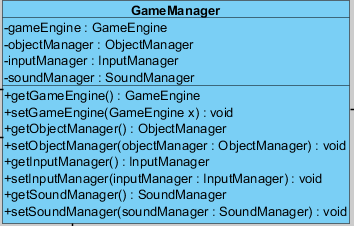 GameManager
-gameEngine : GameEngine
-objectManager : ObjectManager
-inputManager : InputManager
-soundManager : SoundManager
+getGameEngine() : GameEngine
+setGameEngine(GameEngine x) : void
+getObjectManager() : ObjectManager
+setObjectManager(objectManager : ObjectManager) : void
+getInputManager() : InputManager
+setInputManager(inputManager : InputManager) : void
+getSoundManager() : SoundManager
+setSoundManager(soundManager : SoundManager) : void